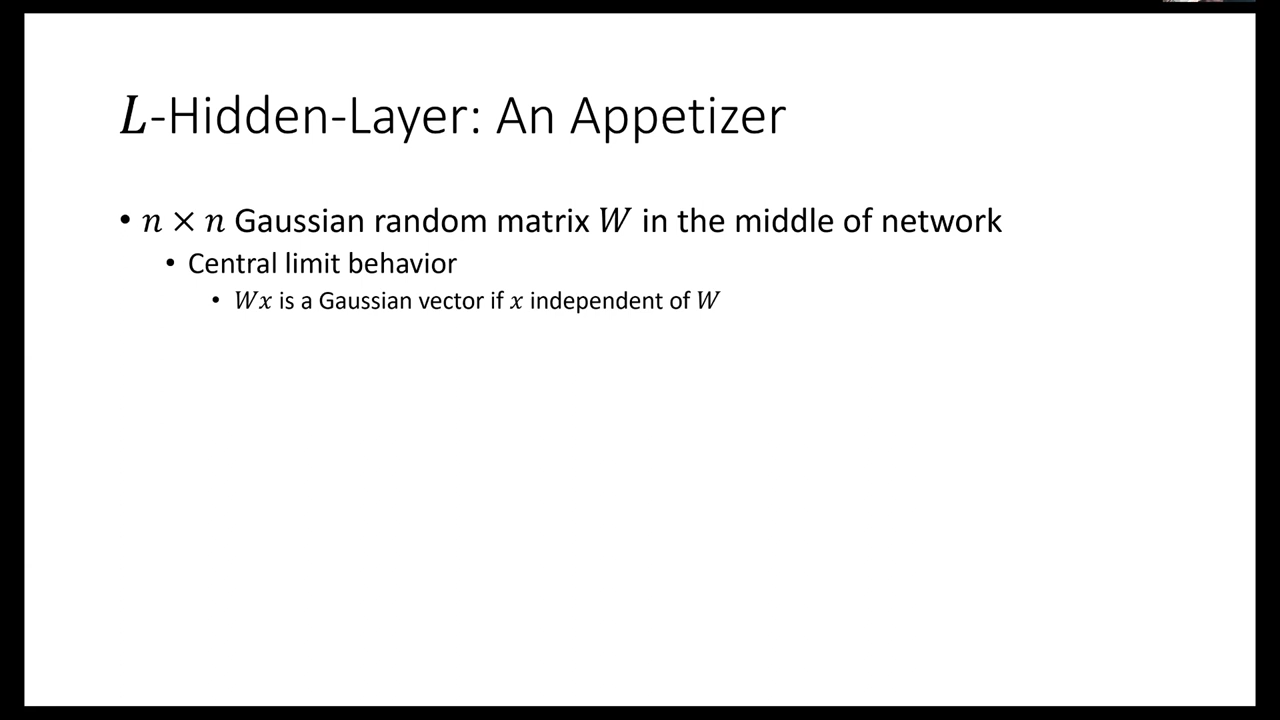 L-Hidden-Layer: An Appetizer
• n × n Gaussian random matrix W in the middle of network
• Central limit behavior
• Wx is a Gaussian vector if x independent of W